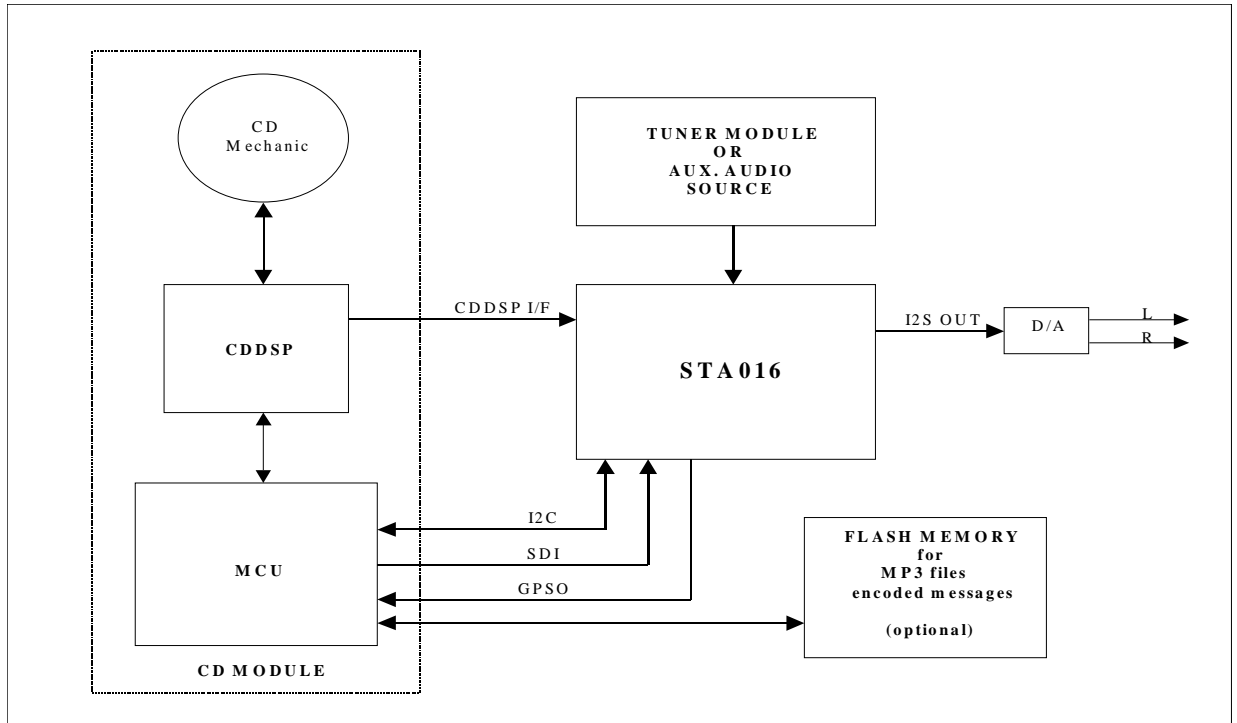 CD
Mechanic
TUNER MODULE
OR
AUX. AUDIO
SOURCE
CDDSP
CDDSP I/F
STA016
I2S OUT
D/A
L
R
MCU
I2C
SDI
GPSO
FLASH MEMORY
for
MP3 files
encoded messages
(optional)
CD MODULE